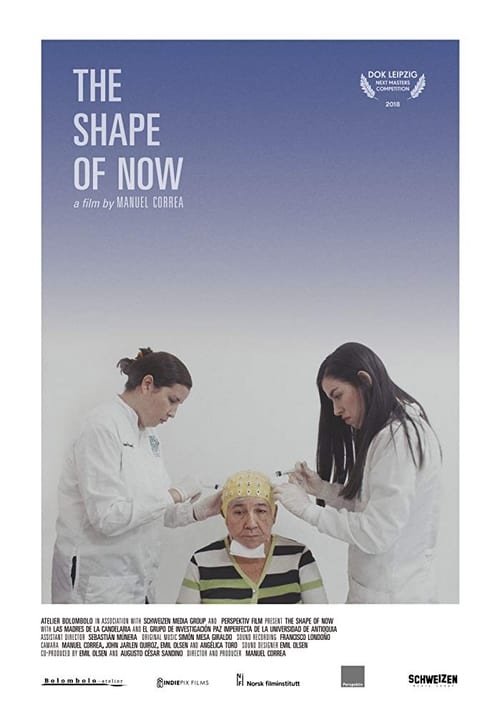 THE
SHAPE
OF NOW
a film by MANUEL CORREA
DOK LEIPZIG
NEXT MASTERS
COMPETITION
2018
ATELIER BOLOMBOLO IN ASSOCIATION WITH SCHWEIZEN MEDIA GROUP AND PERSPEKTIV FILM PRESENT THE SHAPE OF NOW
WITH LAS MADRES DE LA CANDELARIA AND EL GRUPO DE INVESTIGACIÓN PAZ IMPERFECTA DE LA UNIVERSIDAD DE ANTIOQUIA
ASSISTANT DIRECTOR SEBASTIÁN MÚNERA ORIGINAL MUSIC SIMÓN MESA GIRALDO SOUND RECORDING FRANCISCO LONDOÑO
CAMARA MANUEL CORREA, JOHN JARLEN QUIROZ, EMIL OLSEN AND ANGÉLICA TORO SOUND DESIGNER EMIL OLSEN
CO-PRODUCED BY EMIL OLSEN AND AUGUSTO CÉSAR SANDINO DIRECTOR AND PRODUCER MANUEL CORREA
Bolombolo atelier
INDIEPIX FILMS
NF Norsk filminstitutt
Perspektiv
SCHWEIZEN
MEDIA GROUP